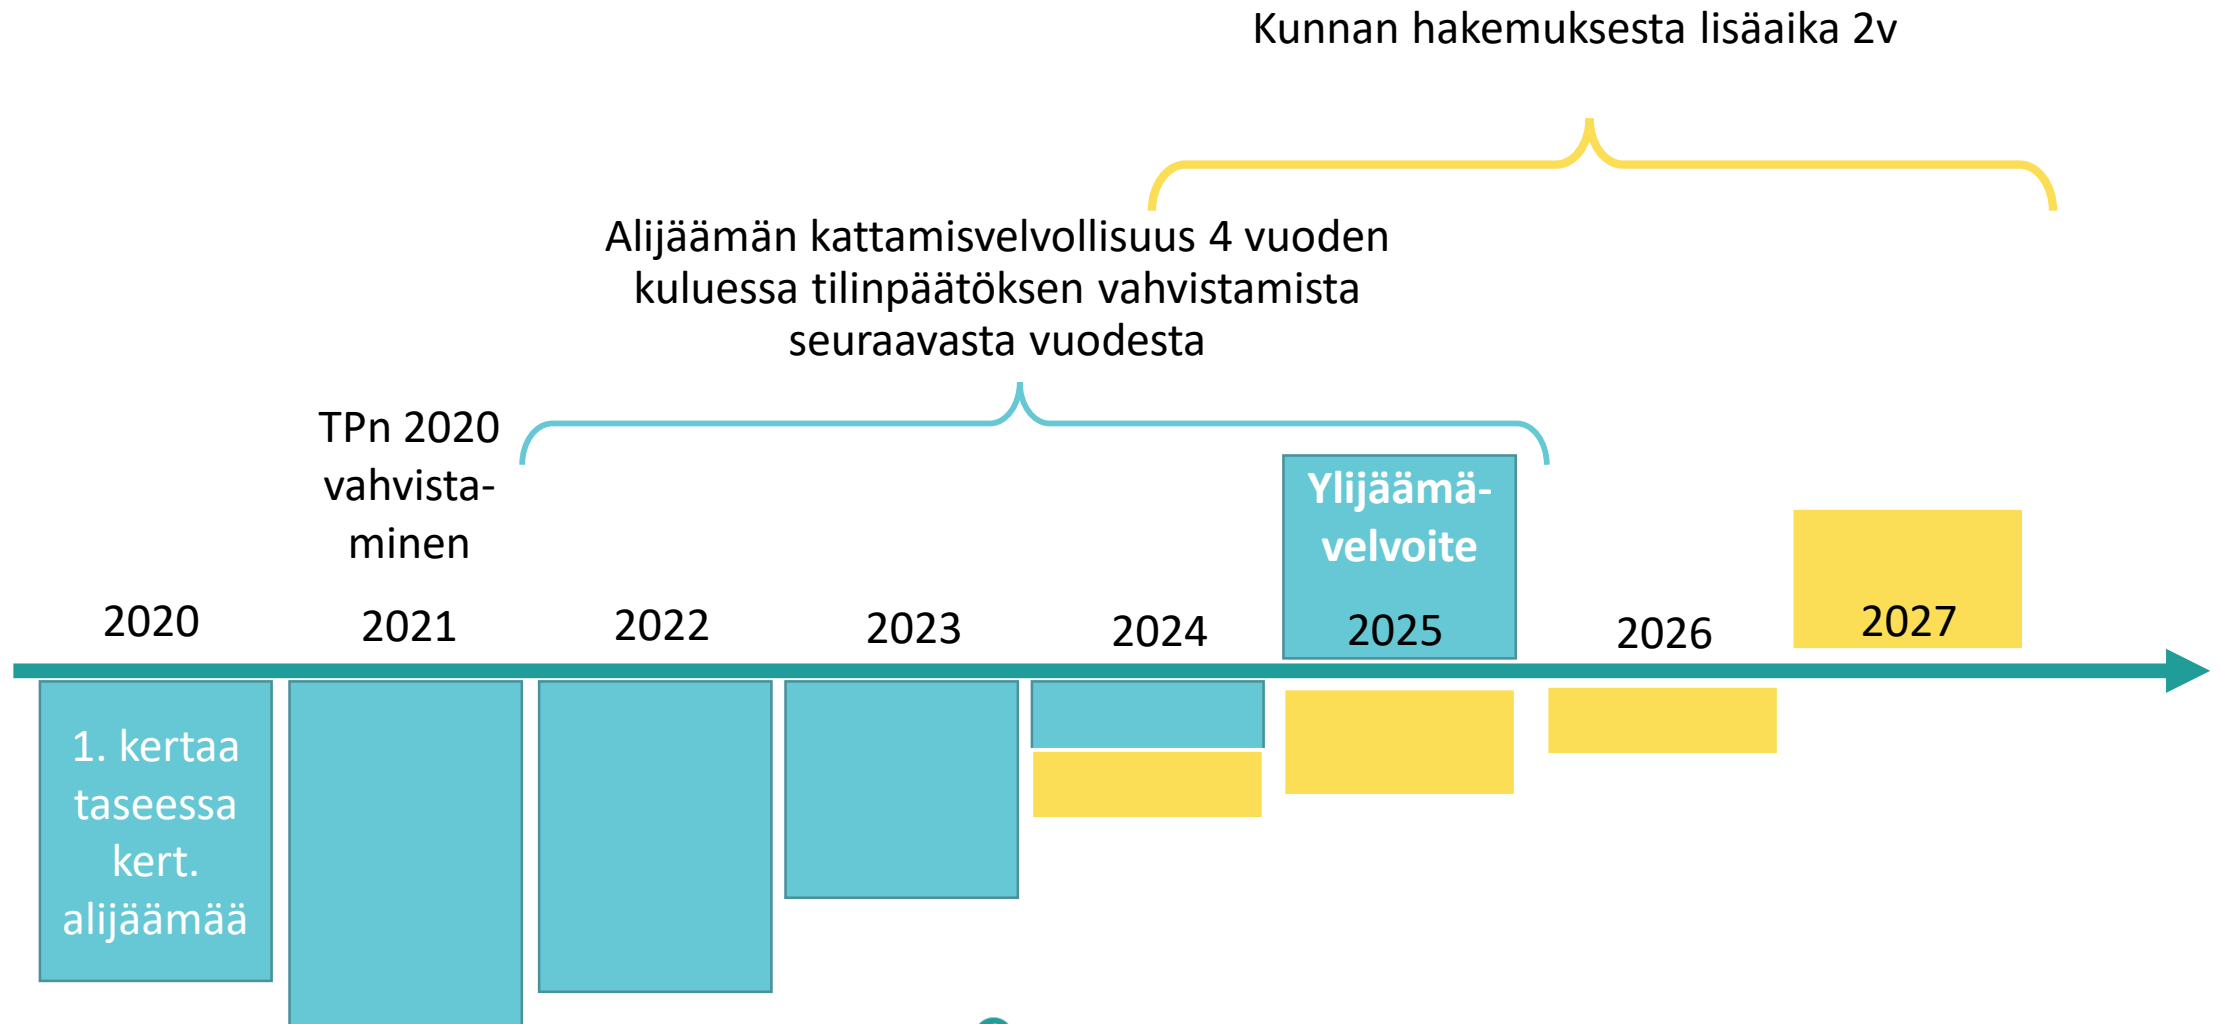 Kunnan hakemuksesta lisäaika 2v
Alijäämän kattamisvelvollisuus 4 vuoden
kuluessa tilinpäätöksen vahvistamista
seuraavasta vuodesta
TPn 2020
vahvista-
minen
Ylijäämä-
velvoite
2020
2021
2022
2023
2024
2025
2026
2027
1. kertaa
taseessa
kert.
alijäämää